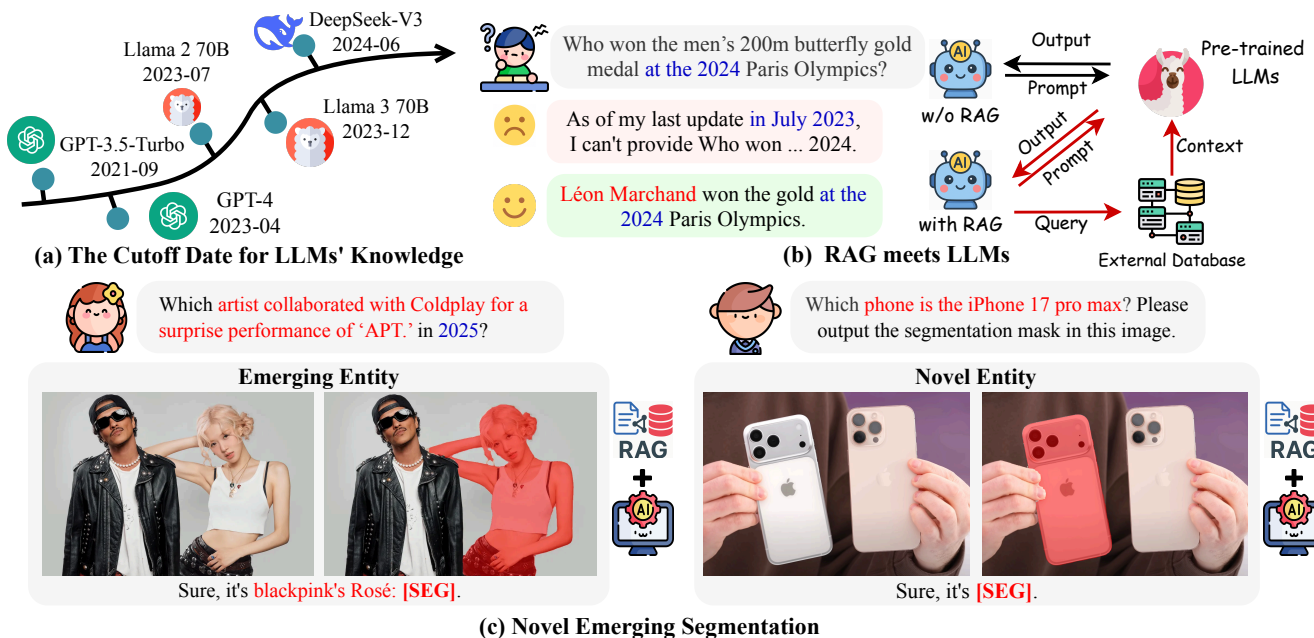 DeepSeek-V3
2024-06
Llama 2 70B
2023-07
Llama 3 70B
2023-12
GPT-3.5-Turbo
2021-09
GPT-4
2023-04
(a) The Cutoff Date for LLMs' Knowledge
Who won the men's 200m butterfly gold
medal at the 2024 Paris Olympics?
As of my last update in July 2023,
I can't provide Who won ... 2024.
Léon Marchand won the gold at the
2024 Paris Olympics.
AI
w/o RAG
Output
Prompt
Pre-trained
LLMs
Output
Prompt
Context
AI
with RAG
Query
External Database
(b) RAG meets LLMs
Which artist collaborated with Coldplay for a
surprise performance of ‘APT.’ in 2025?
Emerging Entity
RAG
+
AI
Sure, it's blackpink's Rosé: [SEG].
Which phone is the iPhone 17 pro max? Please
output the segmentation mask in this image.
Novel Entity
RAG
+
AI
Sure, it's [SEG].
(c) Novel Emerging Segmentation